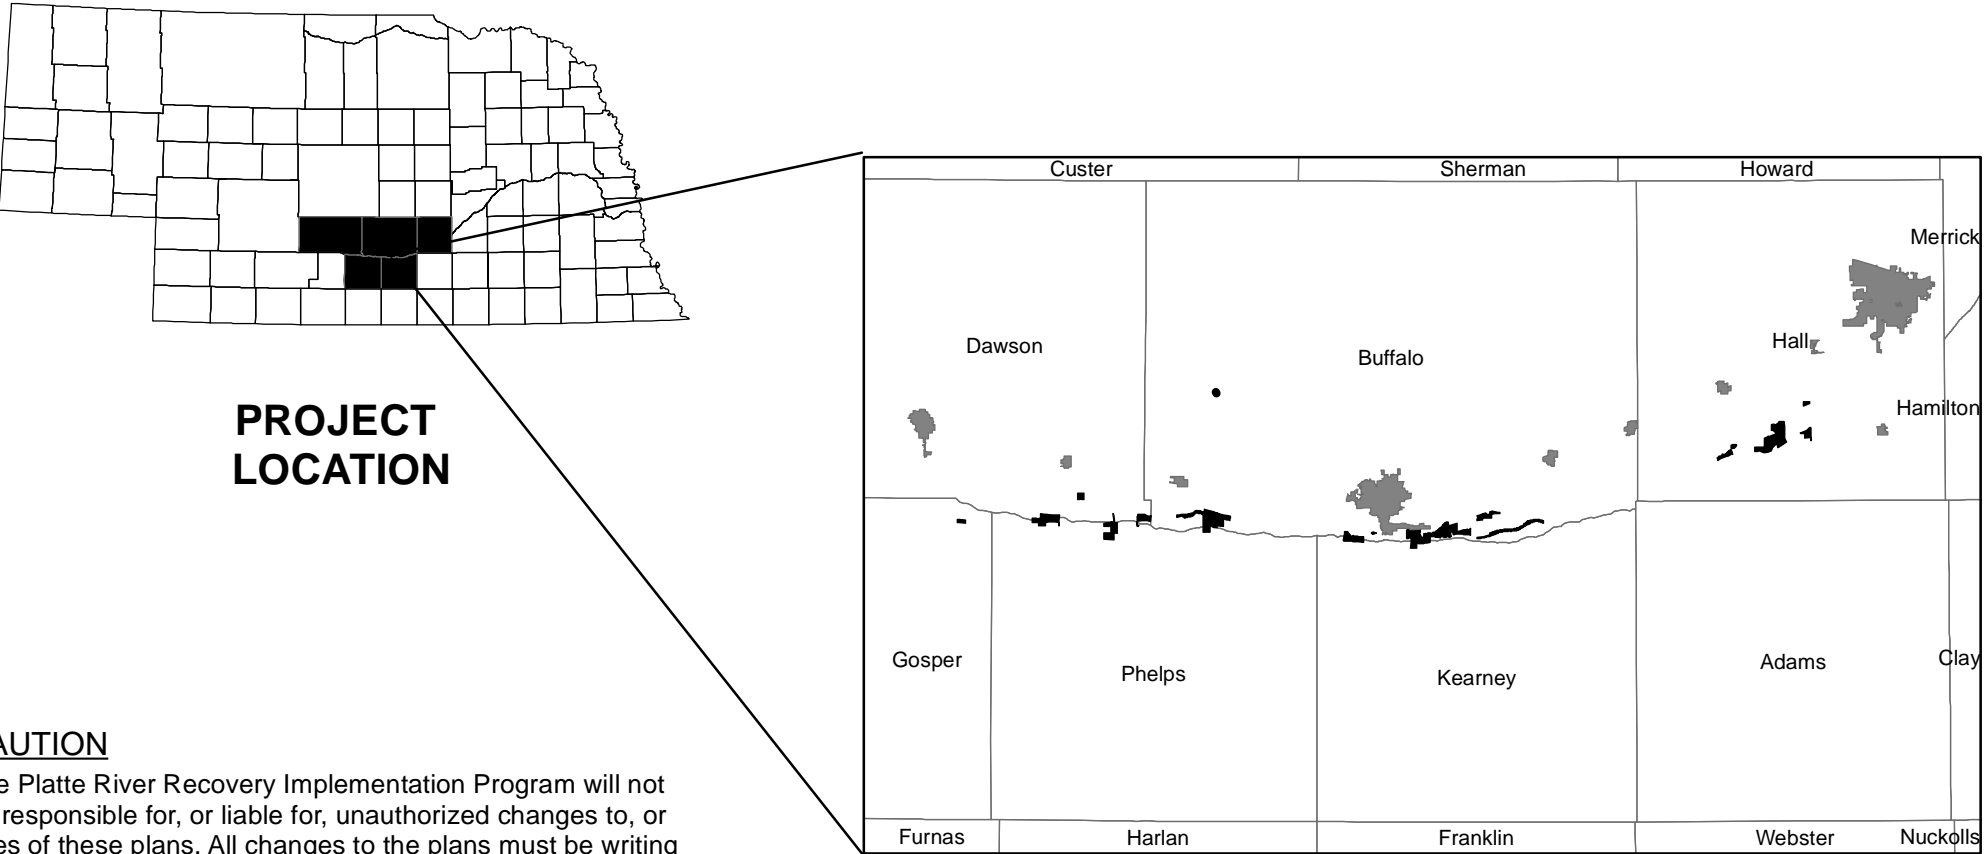 Custer
Sherman
Howard
Merrick
Dawson
Buffalo
Hall
Hamilton
PROJECT
LOCATION
Gosper
Phelps
Kearney
Adams
Clay
AUTION
e Platte River Recovery Implementation Program will not
responsible for, or liable for, unauthorized changes to, or
es of these plans. All changes to the plans must be writing
Furnas
Harlan
Franklin
Webster
Nuckolls